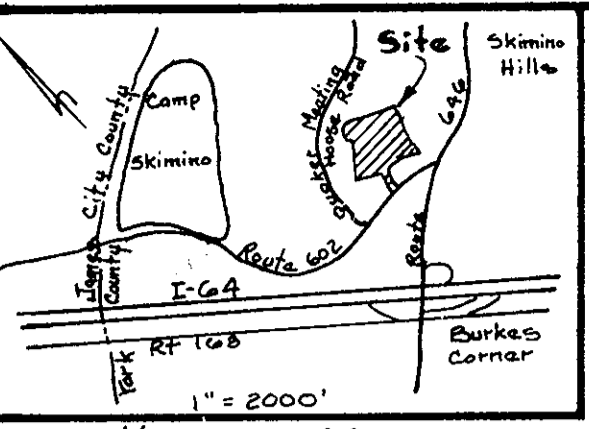 Site
Skimino
Hills
Camp
Skimino
James City County
York County
Quaker Meeting
House Road
Route 646
Route 602
I-64
Rt 168
Burkes
Corner
1" = 2000'